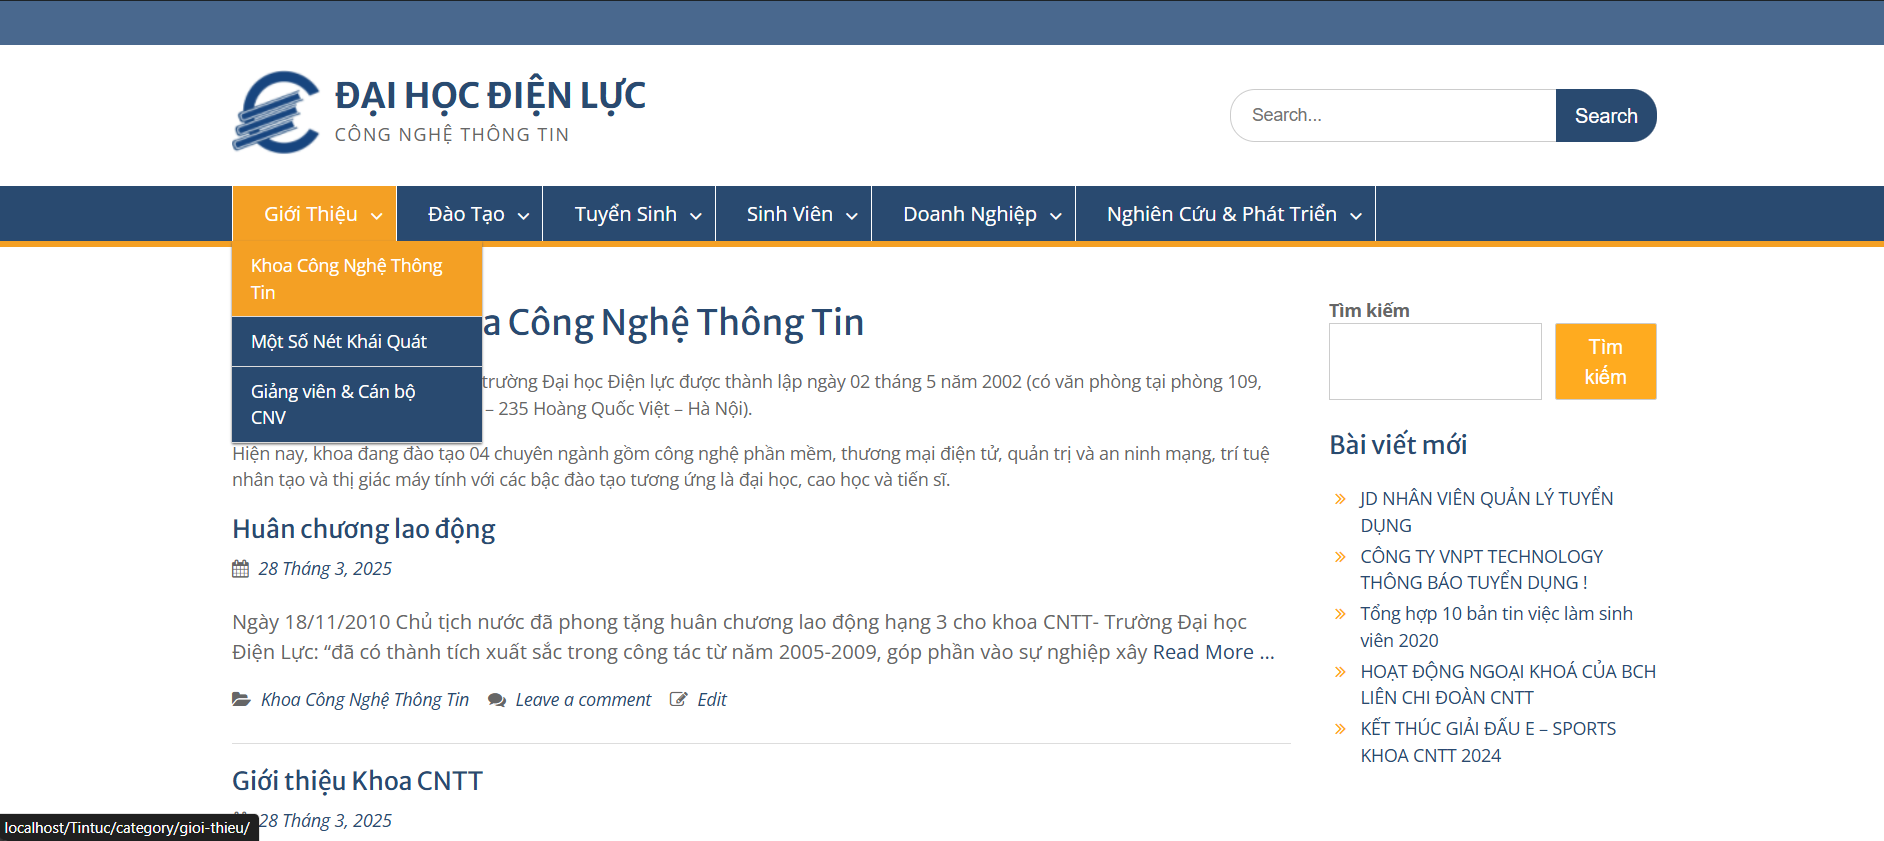 ĐẠI HỌC ĐIỆN LỰC
CÔNG NGHỆ THÔNG TIN
Search...
Search
Giới Thiệu
Đào Tạo
Tuyển Sinh
Sinh Viên
Doanh Nghiệp
Nghiên Cứu & Phát Triển
Khoa Công Nghệ Thông
Tin
Một Số Nét Khái Quát
Giảng viên & Cán bộ
CNV
a Công Nghệ Thông Tin
trường Đại học Điện lực được thành lập ngày 02 tháng 5 năm 2002 (có văn phòng tại phòng 109,
– 235 Hoàng Quốc Việt – Hà Nội).
Hiện nay, khoa đang đào tạo 04 chuyên ngành gồm công nghệ phần mềm, thương mại điện tử, quản trị và an ninh mạng, trí tuệ
nhân tạo và thị giác máy tính với các bậc đào tạo tương ứng là đại học, cao học và tiến sĩ.
Huân chương lao động
28 Tháng 3, 2025
Ngày 18/11/2010 Chủ tịch nước đã phong tặng huân chương lao động hạng 3 cho khoa CNTT- Trường Đại học
Điện Lực: “đã có thành tích xuất sắc trong công tác từ năm 2005-2009, góp phần vào sự nghiệp xây Read More ...
Khoa Công Nghệ Thông Tin Leave a comment Edit
Giới thiệu Khoa CNTT
28 Tháng 3, 2025
Tìm kiếm
Tìm
kiếm
Bài viết mới
JD NHÂN VIÊN QUẢN LÝ TUYỂN
DỤNG
CÔNG TY VNPT TECHNOLOGY
THÔNG BÁO TUYỂN DỤNG !
Tổng hợp 10 bản tin việc làm sinh
viên 2020
HOẠT ĐỘNG NGOẠI KHOÁ CỦA BCH
LIÊN CHI ĐOÀN CNTT
KẾT THÚC GIẢI ĐẤU E – SPORTS
KHOA CNTT 2024
localhost/Tintuc/category/gioi-thieu/